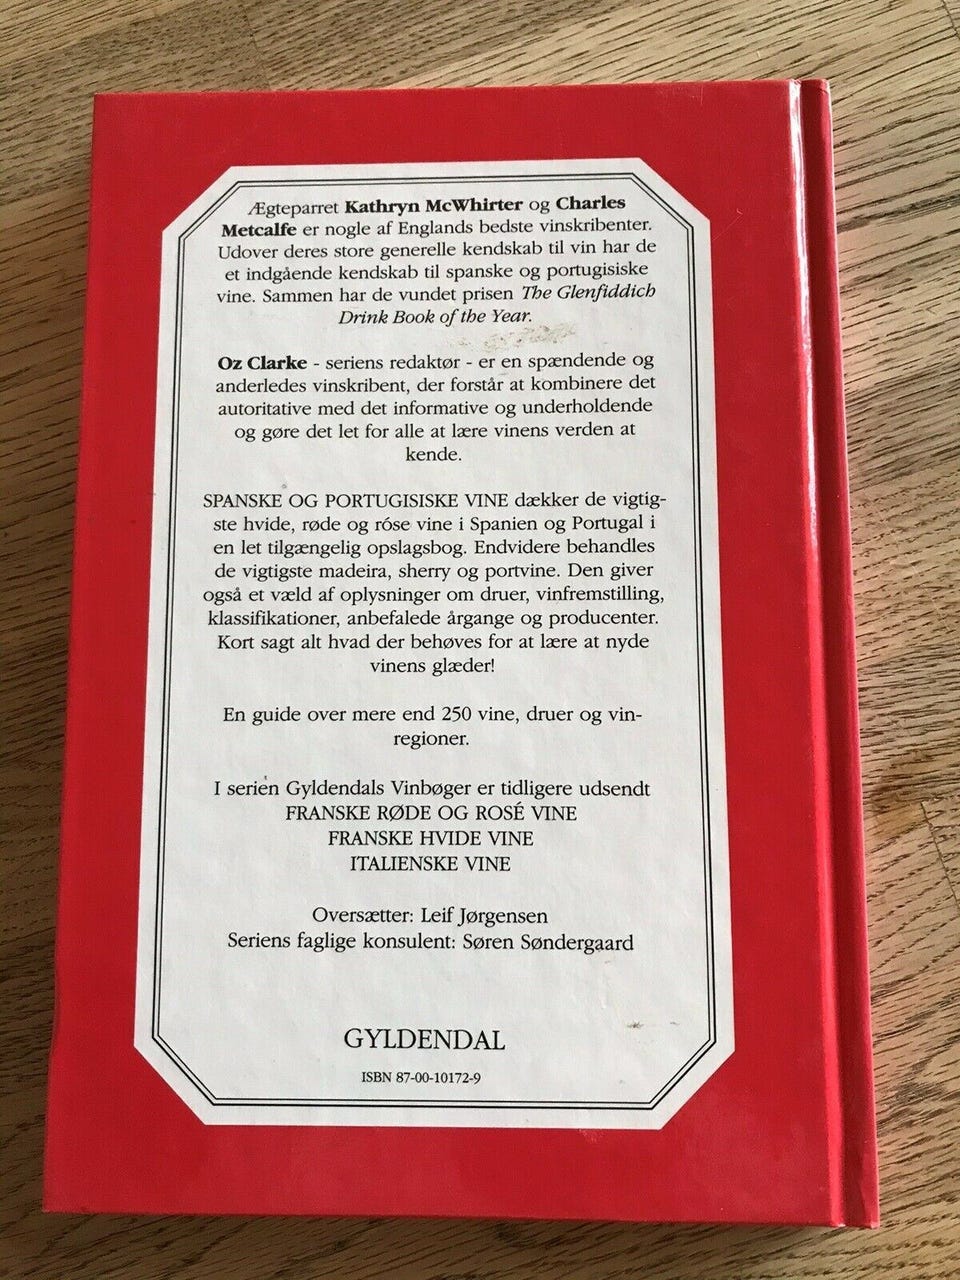 Ægteparret Kathryn McWhirter og Charles
Metcalfe er nogle af Englands bedste vinskribenter.
Udover deres store generelle kendskab til vin har de
et indgående kendskab til spanske og portugisiske
vine. Sammen har de vundet prisen The Glenfiddich
Drink Book of the Year.
Oz Clarke - seriens redaktør - er en spændende og
anderledes vinskribent, der forstår at kombinere det
autoritative med det informative og underholdende
og gøre det let for alle at lære vinens verden at
kende.
SPANSKE OG PORTUGISISKE VINE dækker de vigtig-
ste hvide, røde og róse vine i Spanien og Portugal i
en let tilgængelig opslagsbog. Endvidere behandles
de vigtigste madeira, sherry og portvine. Den giver
også et væld af oplysninger om druer, vinfremstilling,
klassifikationer, anbefalede årgange og producenter.
Kort sagt alt hvad der behøves for at lære at nyde
vinens glæder!
En guide over mere end 250 vine, druer og vin-
regioner.
I serien Gyldendals Vinbøger er tidligere udsendt
FRANSKE RØDE OG ROSÉ VINE
FRANSKE HVIDE VINE
ITALIENSKE VINE
Oversætter: Leif Jørgensen
Seriens faglige konsulent: Søren Søndergaard
GYLDENDAL
ISBN 87-00-10172-9